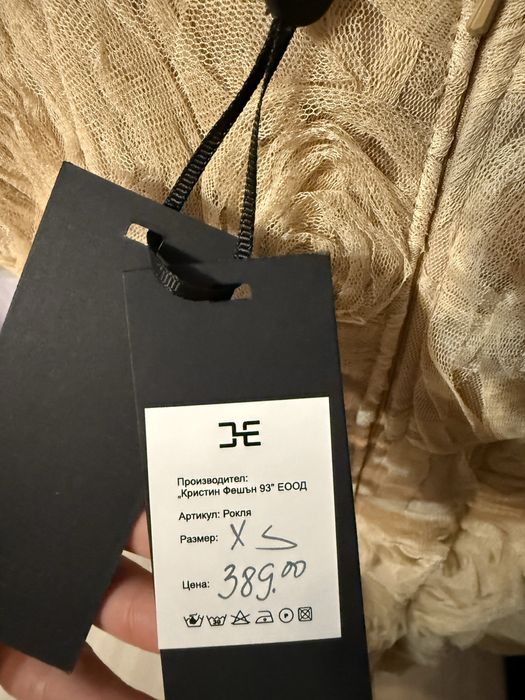 Производител:
„Кристин Фешън 93" ЕООД
Артикул: Рокля
Размер: XS
Цена: 389.00